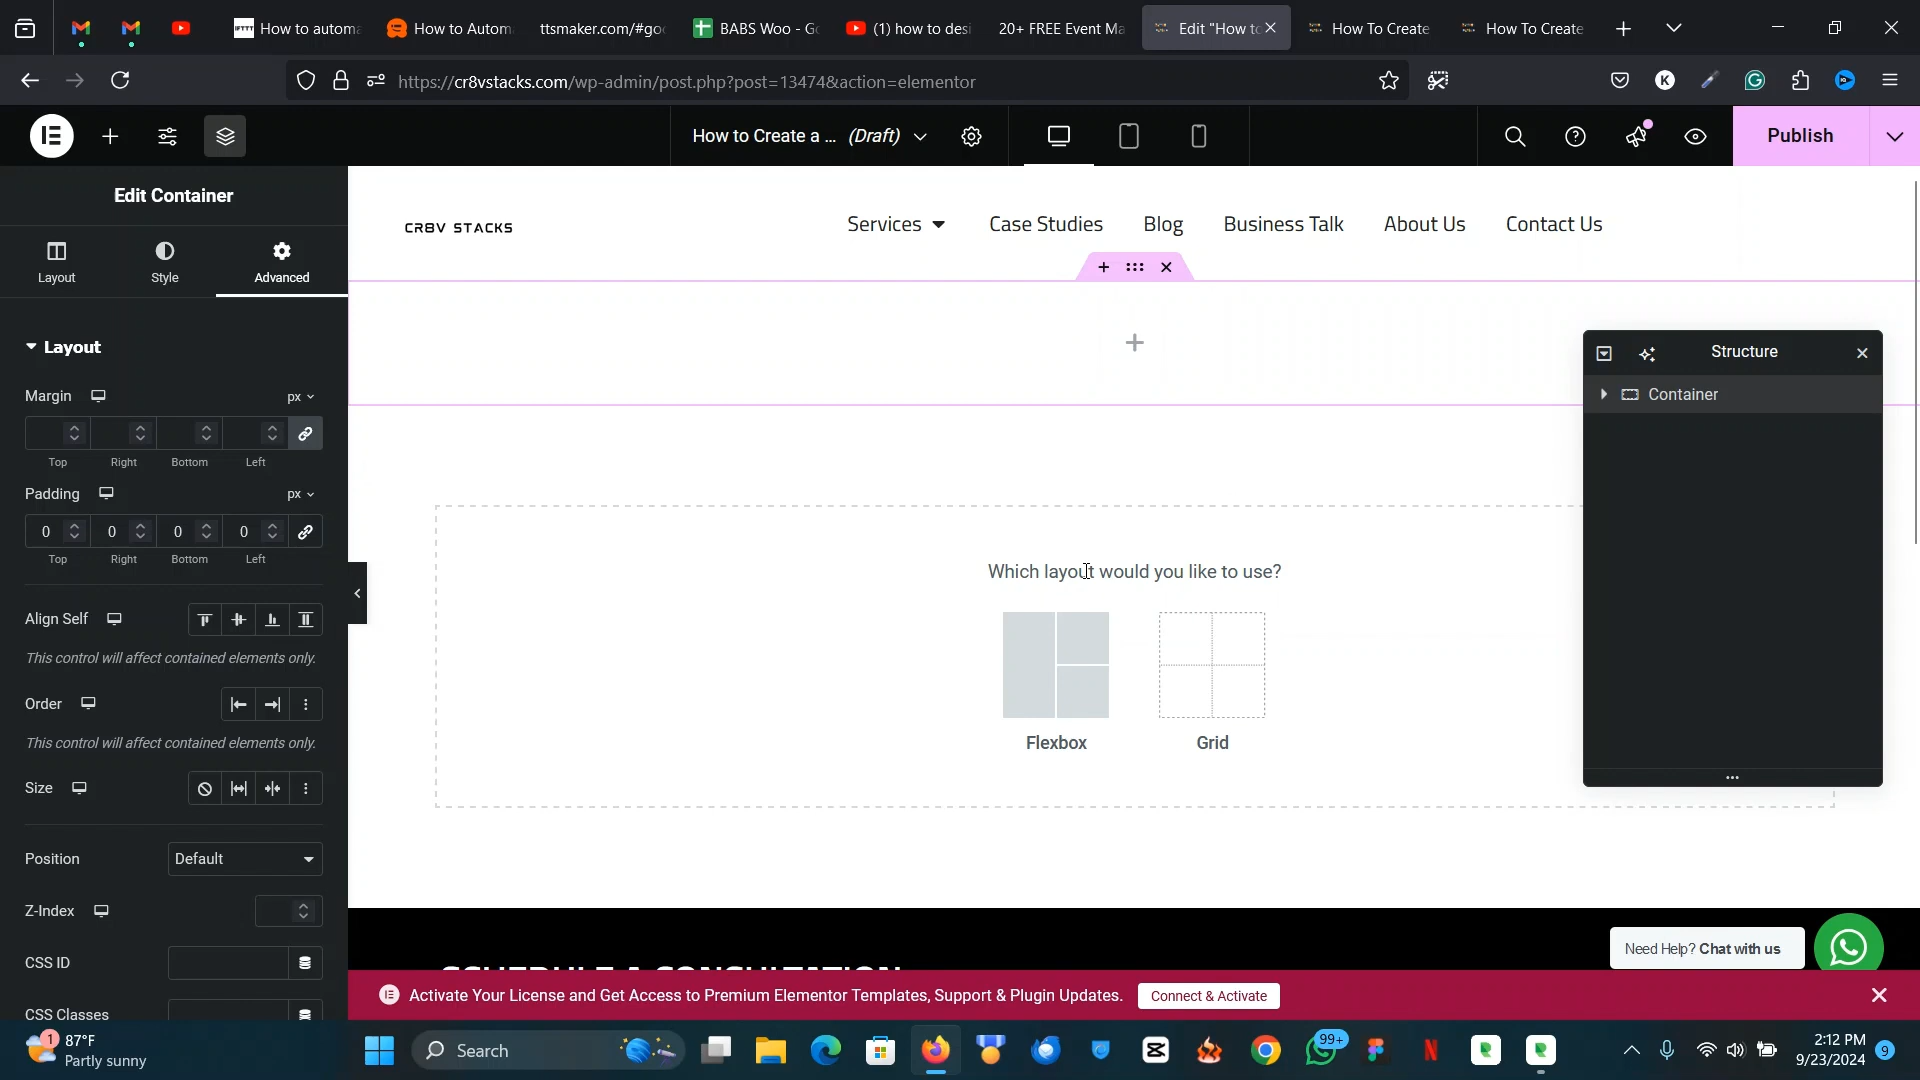 How to automa
How to Autom
ttsmaker.com/#goo
BABS Woo - Go
(1) how to desi
20+ FREE Event Ma
Edit "How to
How To Create
How To Create
https://cr8vstacks.com/wp-admin/post.php?post=13474&action=elementor
K
How to Create a ... (Draft)
Publish
Edit Container
Layout
Style
Advanced
CR8V STACKS
Services
Case Studies
Blog
Business Talk
About Us
Contact Us
Layout
Margin
px
Top
Right
Bottom
Left
Padding
px
0
0
0
0
Top
Right
Bottom
Left
Align Self
This control will affect contained elements only.
Order
This control will affect contained elements only.
Size
Position
Default
Z-Index
CSS ID
CSS Classes
Structure
Container
Which layout would you like to use?
Flexbox
Grid
SCHEDULE A CONSULTATION
Need Help? Chat with us
Activate Your License and Get Access to Premium Elementor Templates, Support & Plugin Updates.
Connect & Activate
1
87°F
Partly sunny
Search
99+
2:12 PM
9/23/2024
9